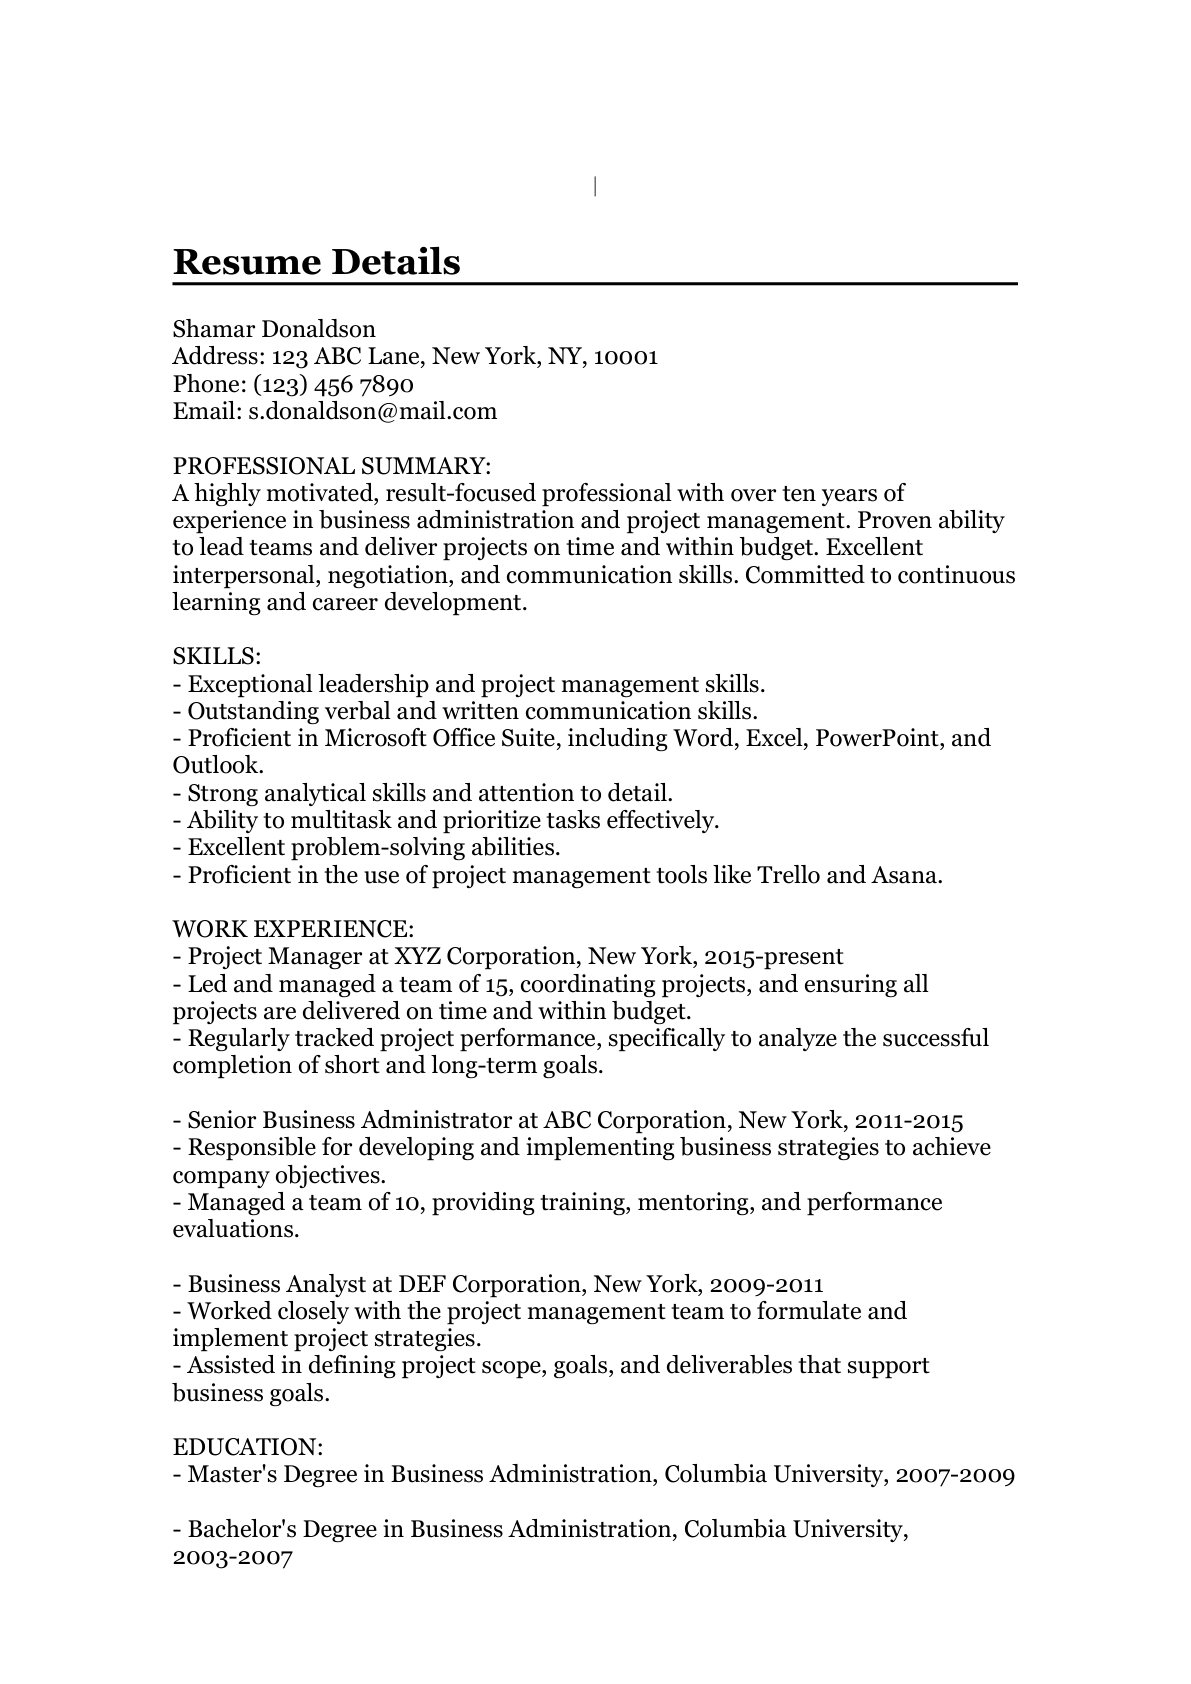 |
Resume Details
Shamar Donaldson
Address: 123 ABC Lane, New York, NY, 10001
Phone: (123) 456 7890
Email: s.donaldson@mail.com
PROFESSIONAL SUMMARY:
A highly motivated, result-focused professional with over ten years of
experience in business administration and project management. Proven ability
to lead teams and deliver projects on time and within budget. Excellent
interpersonal, negotiation, and communication skills. Committed to continuous
learning and career development.
SKILLS:
- Exceptional leadership and project management skills.
- Outstanding verbal and written communication skills.
- Proficient in Microsoft Office Suite, including Word, Excel, PowerPoint, and
Outlook.
- Strong analytical skills and attention to detail.
- Ability to multitask and prioritize tasks effectively.
- Excellent problem-solving abilities.
- Proficient in the use of project management tools like Trello and Asana.
WORK EXPERIENCE:
- Project Manager at XYZ Corporation, New York, 2015-present
- Led and managed a team of 15, coordinating projects, and ensuring all
projects are delivered on time and within budget.
- Regularly tracked project performance, specifically to analyze the successful
completion of short and long-term goals.
- Senior Business Administrator at ABC Corporation, New York, 2011-2015
- Responsible for developing and implementing business strategies to achieve
company objectives.
- Managed a team of 10, providing training, mentoring, and performance
evaluations.
- Business Analyst at DEF Corporation, New York, 2009-2011
- Worked closely with the project management team to formulate and
implement project strategies.
- Assisted in defining project scope, goals, and deliverables that support
business goals.
EDUCATION:
- Master's Degree in Business Administration, Columbia University, 2007-2009
- Bachelor's Degree in Business Administration, Columbia University,
2003-2007